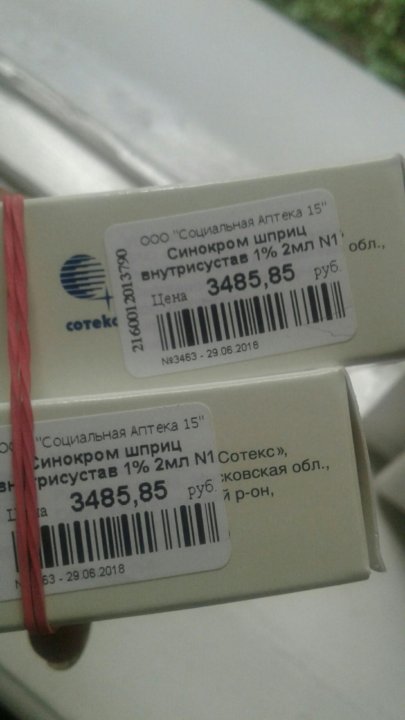 ООО "Социальная Аптека 15"
Синокром шприц
внутрисустав 1% 2мл N1
обл.,
Цена 3485,85 руб.
2160012013790
№3463 - 29.06.2018
сотекс
"Социальная Аптека 15"
Синокром шприц
внутрисустав 1% 2мл N1
Сотекс»,
обл.,
3485,85 руб.
р-он,
63 - 29.06.2018